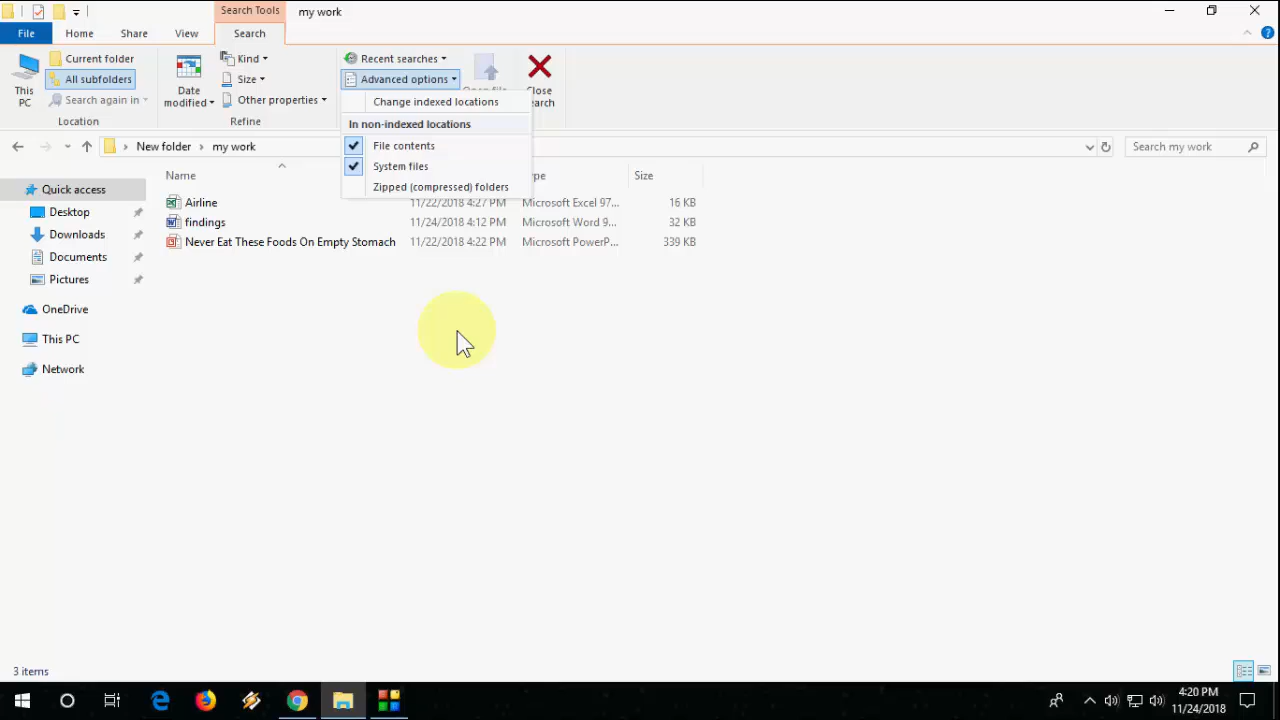 Search Tools
my work
File
Home
Share
View
Search
Current folder
All subfolders
Search again in
This
PC
Location
Date
modified
Kind
Size
Other properties
Refine
Recent searches
Advanced options
Close
Change indexed locations
In non-indexed locations
File contents
System files
Zipped (compressed) folders
New folder
my work
Search my work
Name
Size
Airline
11/22/2018 4:27 PM
Microsoft Excel 97...
16 KB
findings
11/24/2018 4:12 PM
Microsoft Word 9...
32 KB
Never Eat These Foods On Empty Stomach
11/22/2018 4:22 PM
Microsoft PowerP...
339 KB
Quick access
Desktop
Downloads
Documents
Pictures
OneDrive
This PC
Network
3 items
4:20 PM
11/24/2018